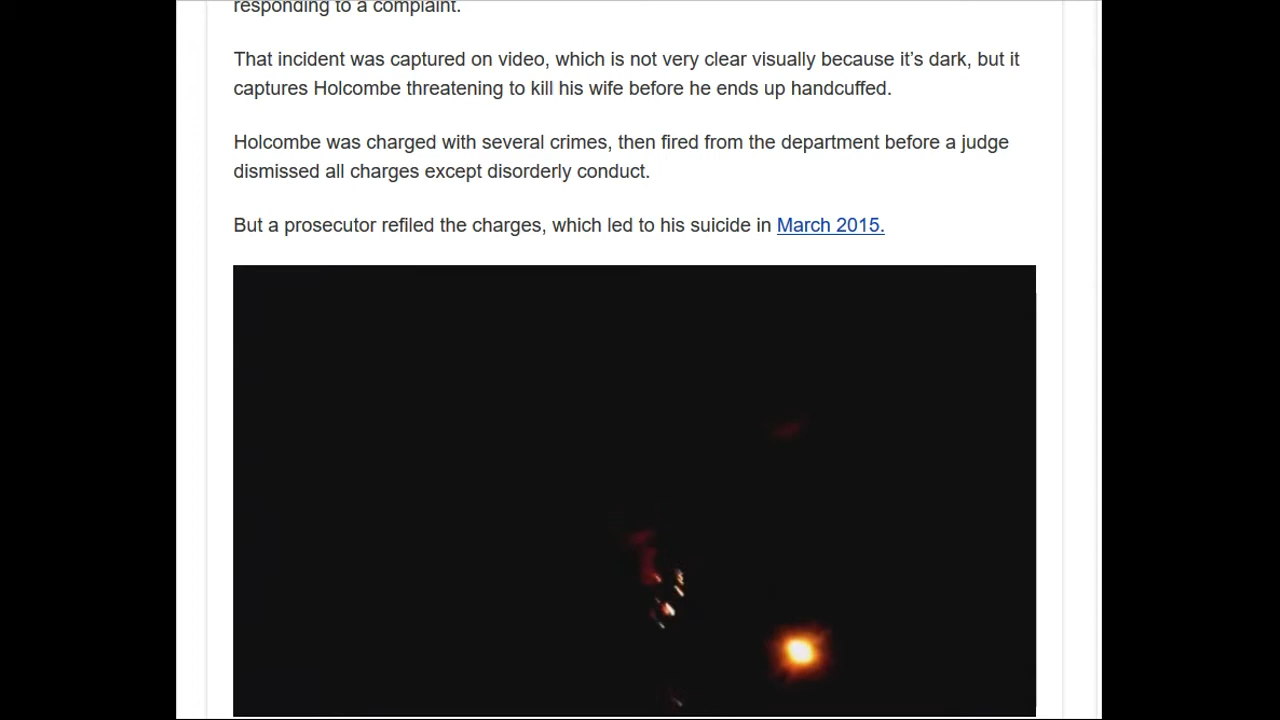 responding to a complaint.
That incident was captured on video, which is not very clear visually because it’s dark, but it
captures Holcombe threatening to kill his wife before he ends up handcuffed.
Holcombe was charged with several crimes, then fired from the department before a judge
dismissed all charges except disorderly conduct.
But a prosecutor refiled the charges, which led to his suicide in March 2015.